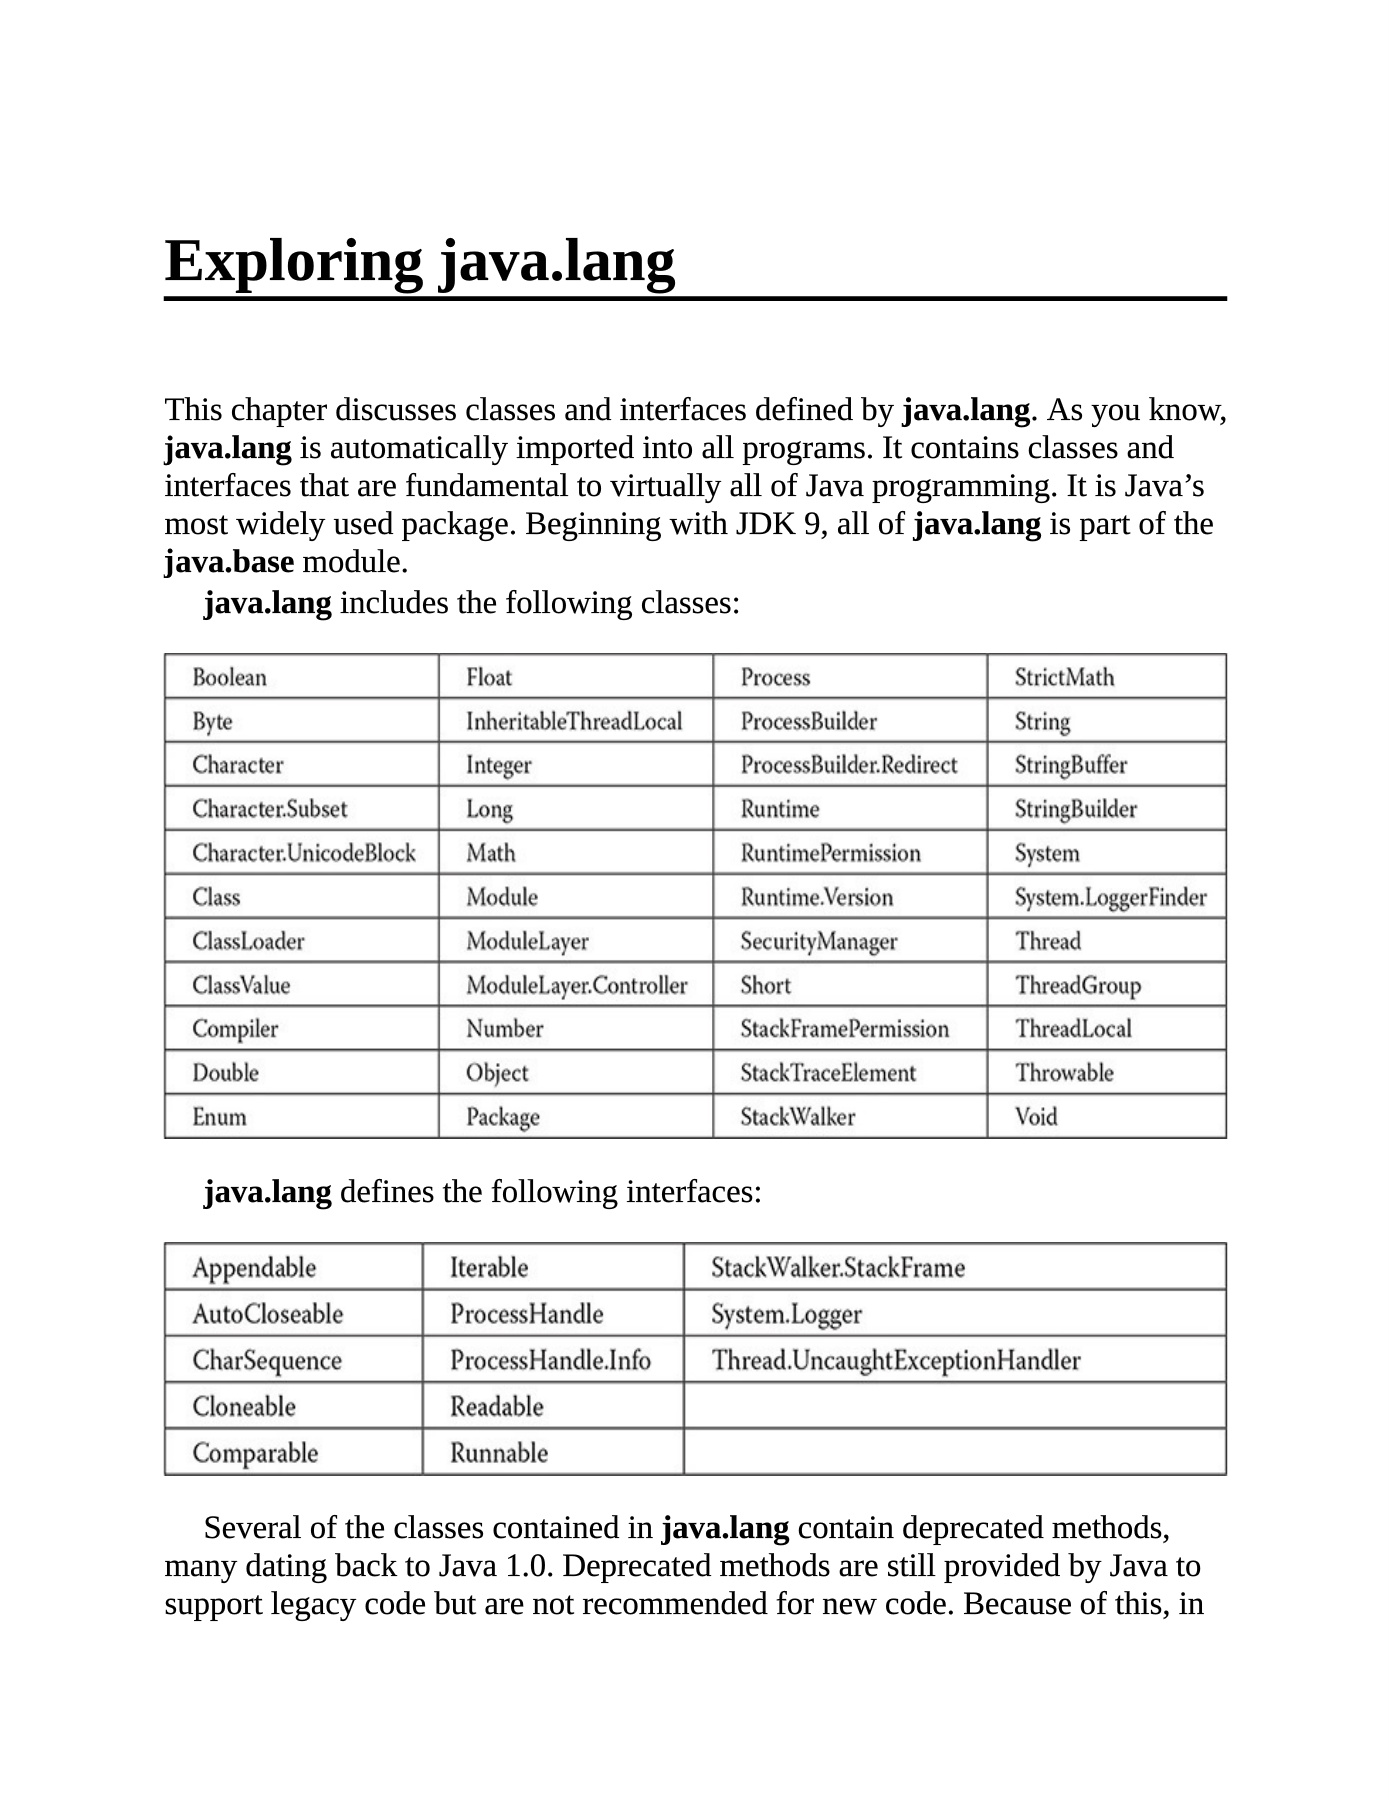 Exploring java.lang
This chapter discusses classes and interfaces defined by java.lang. As you know,
java.lang is automatically imported into all programs. It contains classes and
interfaces that are fundamental to virtually all of Java programming. It is Java’s
most widely used package. Beginning with JDK 9, all of java.lang is part of the
java.base module.
java.lang includes the following classes:
Boolean Float Process StrictMath
Byte InheritableThreadLocal ProcessBuilder String
Character Integer ProcessBuilder.Redirect StringBuffer
Character.Subset Long Runtime StringBuilder
Character.UnicodeBlock Math RuntimePermission System
Class Module Runtime.Version System.LoggerFinder
ClassLoader ModuleLayer SecurityManager Thread
ClassValue ModuleLayer.Controller Short ThreadGroup
Compiler Number StackFramePermission ThreadLocal
Double Object StackTraceElement Throwable
Enum Package StackWalker Void
java.lang defines the following interfaces:
Appendable Iterable StackWalker.StackFrame
AutoCloseable ProcessHandle System.Logger
CharSequence ProcessHandle.Info Thread.UncaughtExceptionHandler
Cloneable Readable
Comparable Runnable
Several of the classes contained in java.lang contain deprecated methods,
many dating back to Java 1.0. Deprecated methods are still provided by Java to
support legacy code but are not recommended for new code. Because of this, in